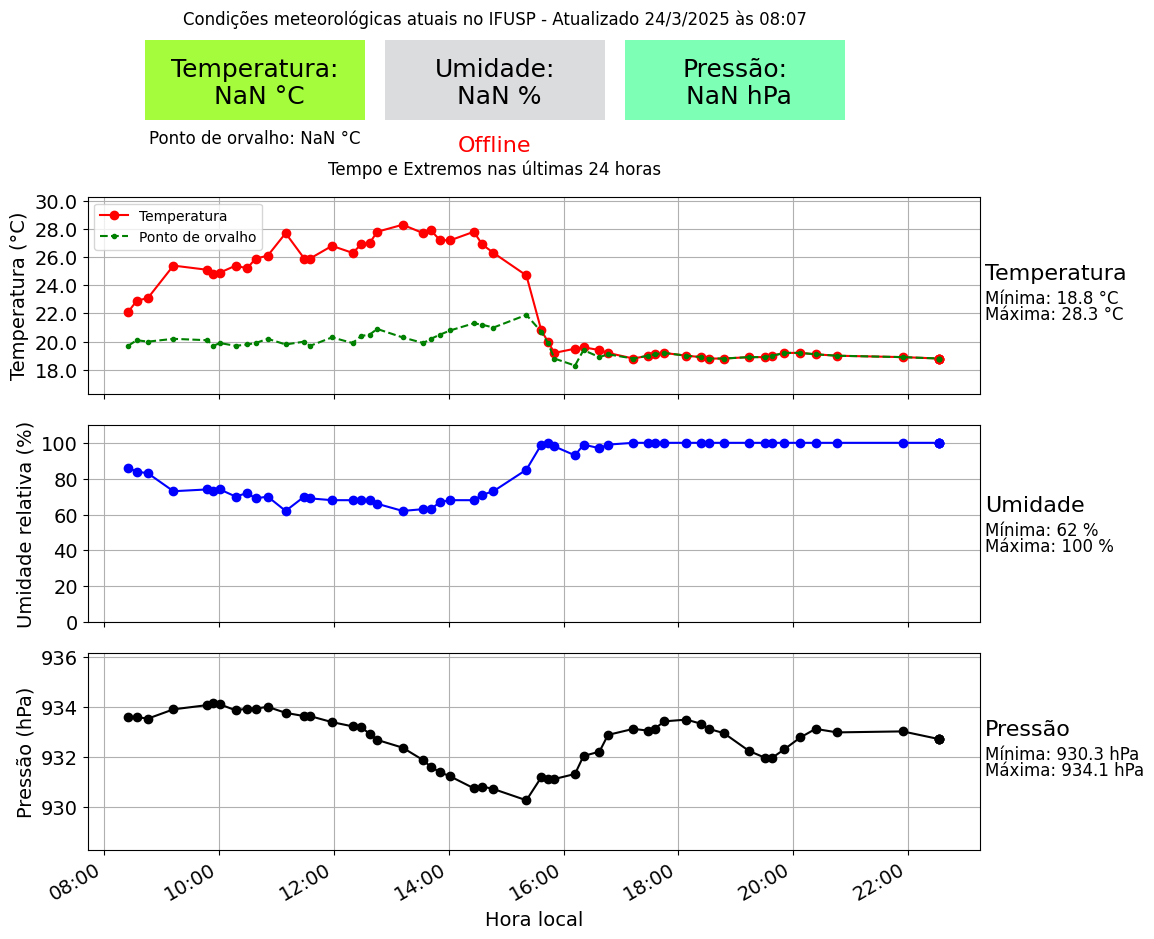 Condições meteorológicas atuais no IFUSP - Atualizado 24/3/2025 às 08:07
Temperatura:
NaN °C
Umidade:
NaN %
Pressão:
NaN hPa
Ponto de orvalho: NaN °C
Offline
Tempo e Extremos nas últimas 24 horas
Temperatura (°C)
30.0
28.0
26.0
24.0
22.0
20.0
18.0
Temperatura
Ponto de orvalho
Temperatura
Mínima: 18.8 °C
Máxima: 28.3 °C
Umidade relativa (%)
100
80
60
40
20
0
Umidade
Mínima: 62 %
Máxima: 100 %
Pressão (hPa)
936
934
932
930
Pressão
Mínima: 930.3 hPa
Máxima: 934.1 hPa
08:00
10:00
12:00
14:00
16:00
18:00
20:00
22:00
Hora local